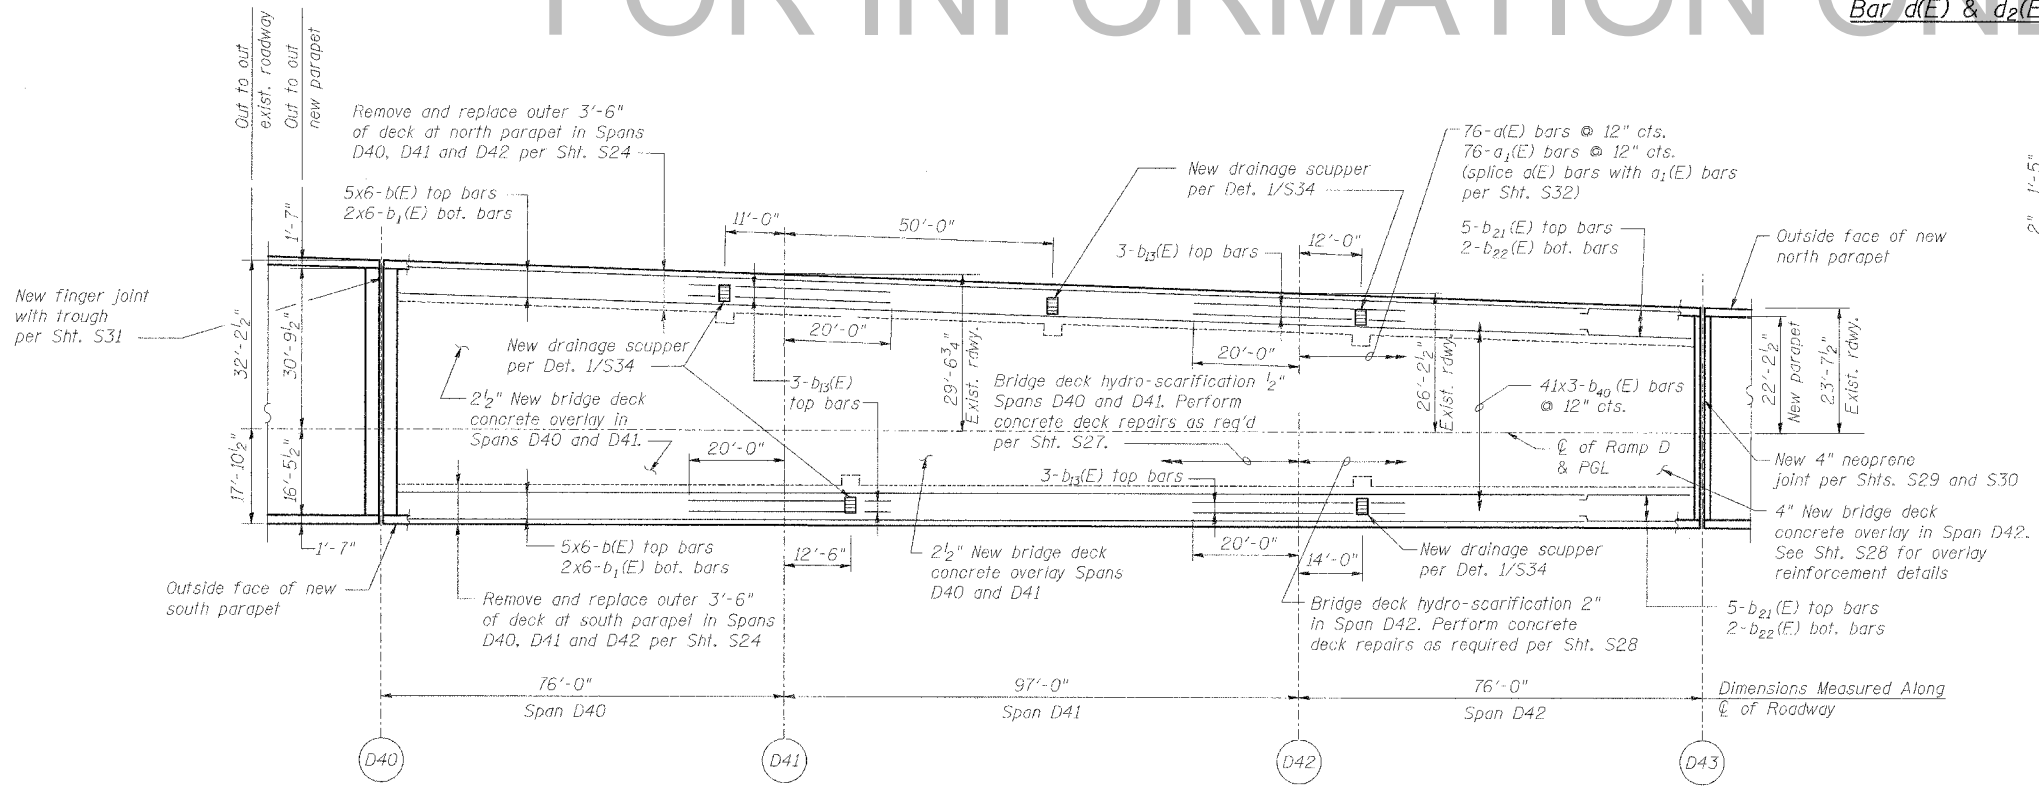 FOR INFORMATION ON
Bar d(E) & d₂(E
Out to out
exist. roadway
Out to out
new parapet
Remove and replace outer 3'-6"
of deck at north parapet in Spans
D40, D41 and D42 per Sht. S24
5x6-b(E) top bars
2x6-b₁(E) bot. bars
1'-7"
11'-0"
50'-0"
New drainage scupper
per Det. 1/S34
76-a(E) bars @ 12" cts.
76-a₁(E) bars @ 12" cts.
(splice a(E) bars with a₁(E) bars
per Sht. S32)
5-b₂₁(E) top bars
2-b₂₂(E) bot. bars
3-b₁₃(E) top bars
12'-0"
Outside face of new
north parapet
2" 1'-5"
New finger joint
with trough
per Sht. S31
32'-2½"
30'-9½"
17'-10½"
16'-5½"
1'-7"
New drainage scupper
per Det. 1/S34
20'-0"
3-b₁₃(E)
top bars
2½" New bridge deck
concrete overlay in
Spans D40 and D41.
20'-0"
29'-6¾"
Exist. rdwy.
Bridge deck hydro-scarification ½"
Spans D40 and D41. Perform
concrete deck repairs as req'd
per Sht. S27.
20'-0"
26'-2½"
Exist. rdwy.
41x3-b₄₀(E) bars
@ 12" cts.
22'-2½"
New parapet
23'-7½"
Exist. rdwy.
℄ of Ramp D
& PGL
3-b₁₃(E) top bars
New 4" neoprene
joint per Shts. S29 and S30
4" New bridge deck
concrete overlay in Span D42.
See Sht. S28 for overlay
reinforcement details
Outside face of new
south parapet
5x6-b(E) top bars
2x6-b₁(E) bot. bars
Remove and replace outer 3'-6"
of deck at south parapet in Spans
D40, D41 and D42 per Sht. S24
12'-6"
2½" New bridge deck
concrete overlay Spans
D40 and D41
20'-0"
14'-0"
New drainage scupper
per Det. 1/S34
Bridge deck hydro-scarification 2"
in Span D42. Perform concrete
deck repairs as required per Sht. S28
5-b₂₁(E) top bars
2-b₂₂(E) bot. bars
76'-0"
Span D40
97'-0"
Span D41
76'-0"
Span D42
Dimensions Measured Along
℄ of Roadway
D40
D41
D42
D43